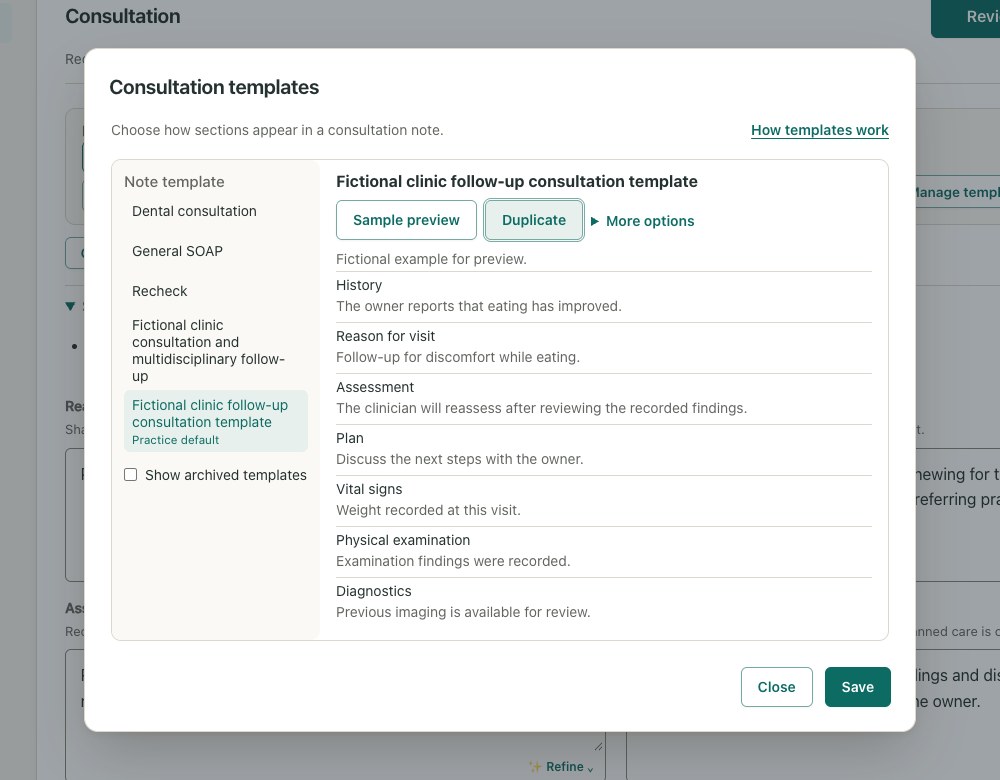 Consultation
Consultation templates
Choose how sections appear in a consultation note.
How templates work
Note template
Dental consultation
General SOAP
Recheck
Fictional clinic
consultation and
multidisciplinary follow-
up
Fictional clinic follow-up
consultation template
Practice default
Show archived templates
Fictional clinic follow-up consultation template
Sample preview
Duplicate
More options
Fictional example for preview.
History
The owner reports that eating has improved.
Reason for visit
Follow-up for discomfort while eating.
Assessment
The clinician will reassess after reviewing the recorded findings.
Plan
Discuss the next steps with the owner.
Vital signs
Weight recorded at this visit.
Physical examination
Examination findings were recorded.
Diagnostics
Previous imaging is available for review.
Close
Save
owner.
Refine